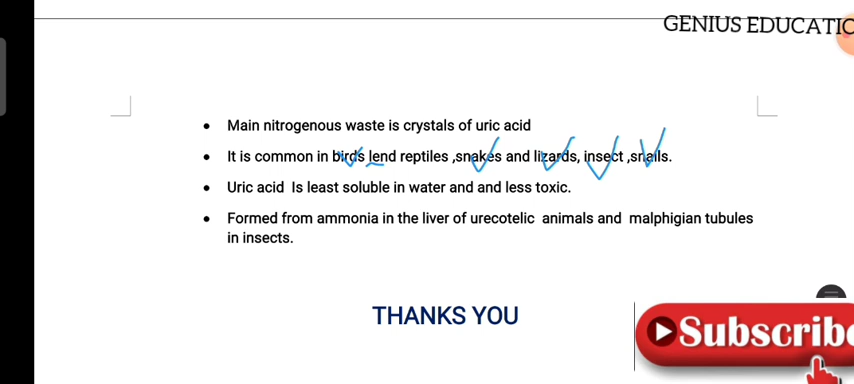 GENIUS EDUCATIO
• Main nitrogenous waste is crystals of uric acid
• It is common in birds lend reptiles ,snakes and lizards, insect ,snails.
• Uric acid Is least soluble in water and and less toxic.
• Formed from ammonia in the liver of urecotelic animals and malphigian tubules
in insects.
THANKS YOU
Subscribe